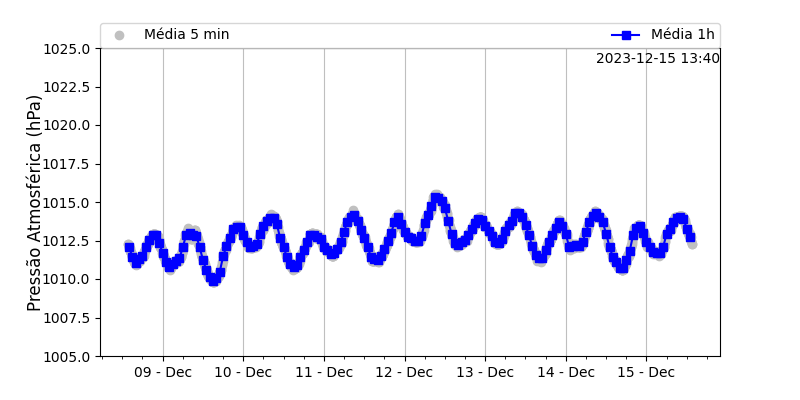 Média 5 min
Média 1h
2023-12-15 13:40
Pressão Atmosférica (hPa)
1025.0
1022.5
1020.0
1017.5
1015.0
1012.5
1010.0
1007.5
1005.0
09 - Dec
10 - Dec
11 - Dec
12 - Dec
13 - Dec
14 - Dec
15 - Dec